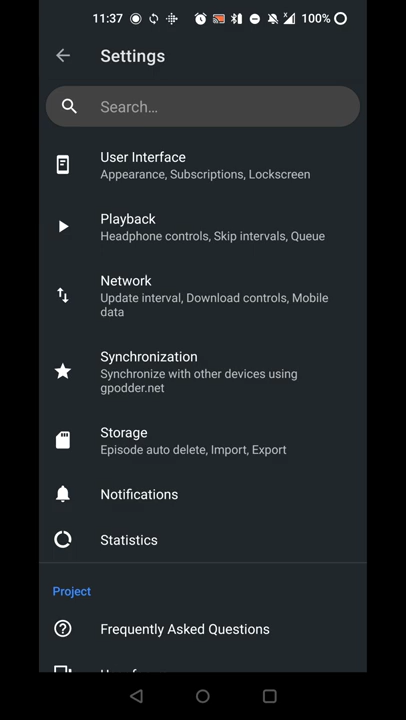 11:37
100%
Settings
Search...
User Interface
Appearance, Subscriptions, Lockscreen
Playback
Headphone controls, Skip intervals, Queue
Network
Update interval, Download controls, Mobile
data
Synchronization
Synchronize with other devices using
gpodder.net
Storage
Episode auto delete, Import, Export
Notifications
Statistics
Project
Frequently Asked Questions